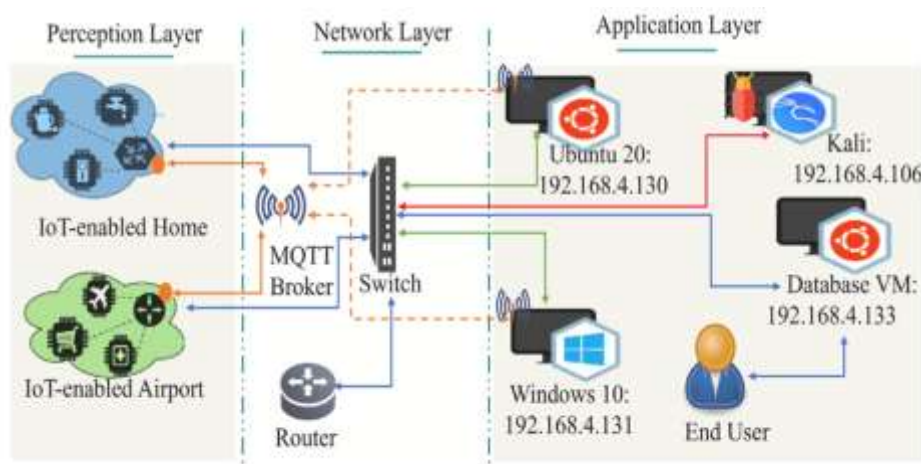 Perception Layer
Network Layer
Application Layer
IoT-enabled Home
MQTT
Broker
Switch
IoT-enabled Airport
Router
Ubuntu 20:
192.168.4.130
Kali:
192.168.4.106
Database VM:
192.168.4.133
Windows 10:
192.168.4.131
End User